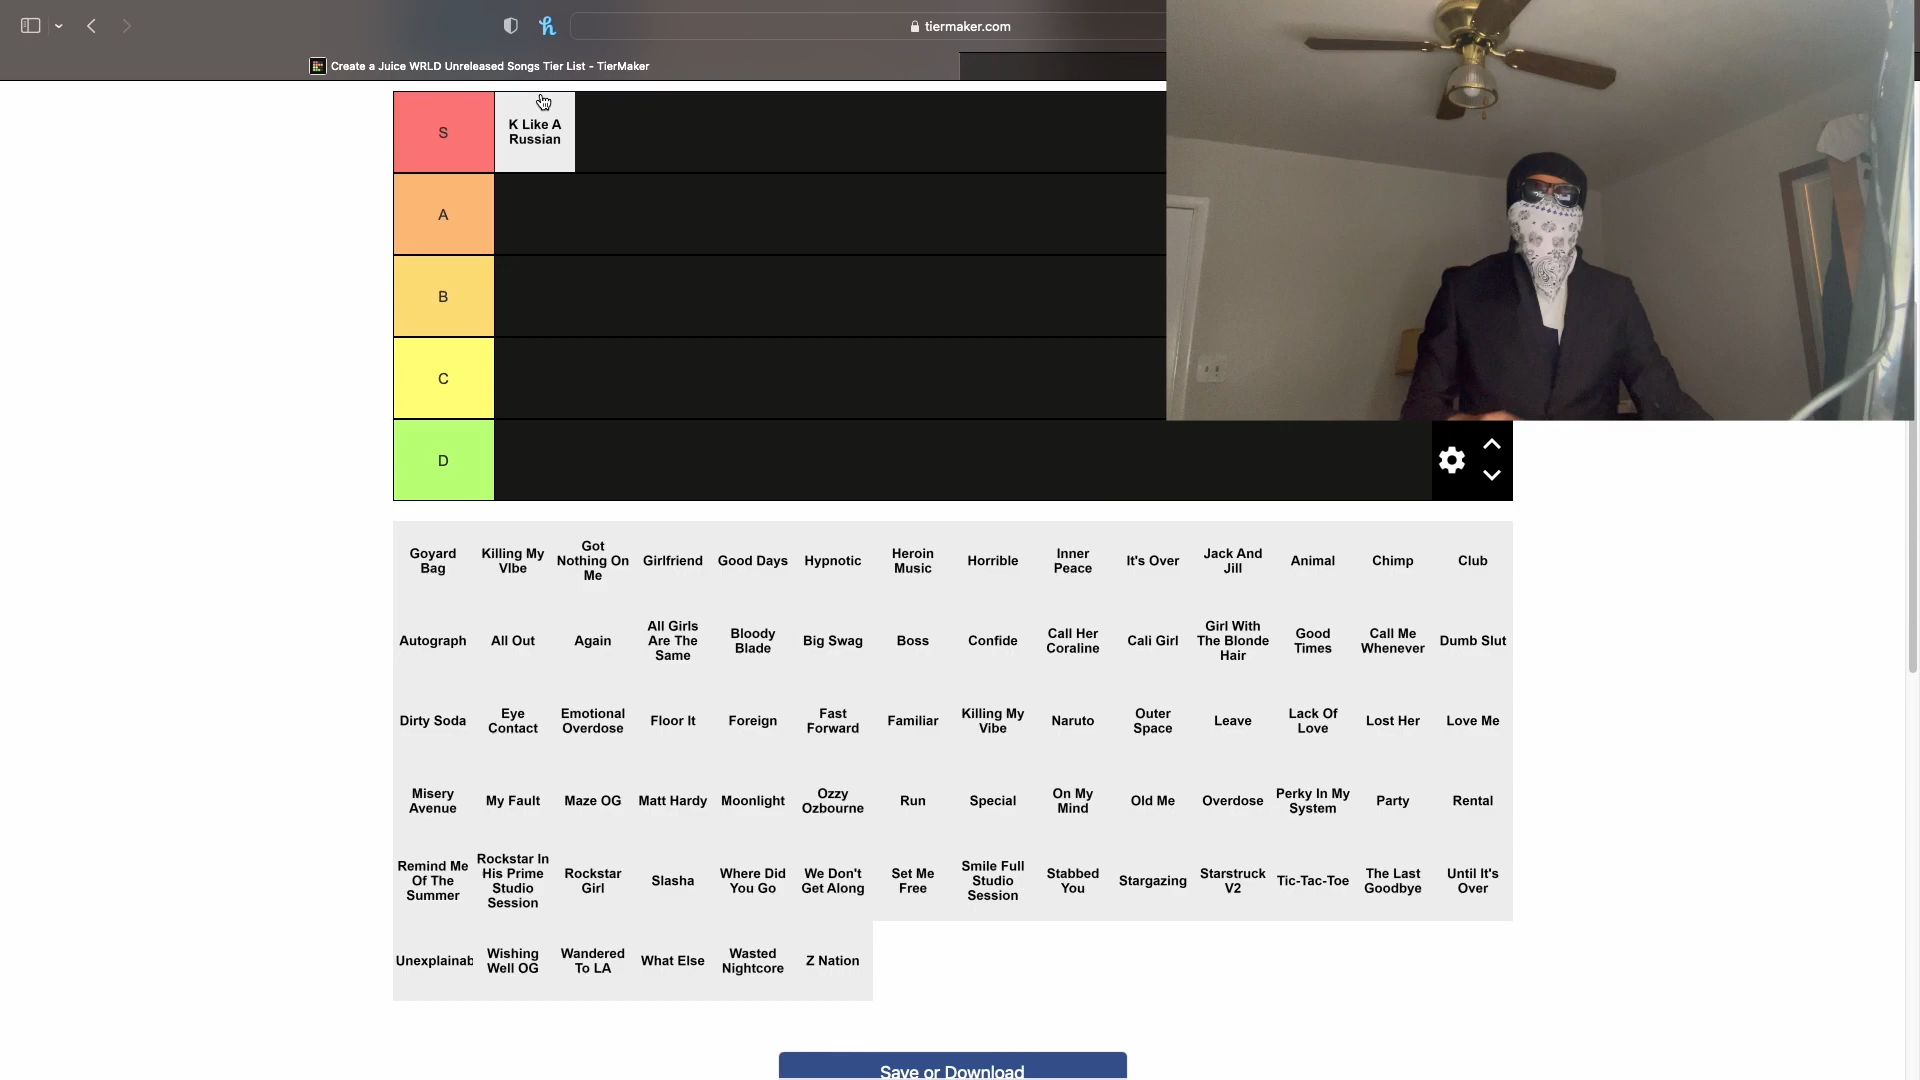 tiermaker.com
Create a Juice WRLD Unreleased Songs Tier List - TierMaker
S
K Like A
Russian
A
B
C
D
Goyard
Bag
Killing My
VIbe
Got
Nothing On
Me
Girlfriend
Good Days
Hypnotic
Heroin
Music
Horrible
Inner
Peace
It's Over
Jack And
Jill
Animal
Chimp
Club
Autograph
All Out
Again
All Girls
Are The
Same
Bloody
Blade
Big Swag
Boss
Confide
Call Her
Coraline
Cali Girl
Girl With
The Blonde
Hair
Good
Times
Call Me
Whenever
Dumb Slut
Dirty Soda
Eye
Contact
Emotional
Overdose
Floor It
Foreign
Fast
Forward
Familiar
Killing My
Vibe
Naruto
Outer
Space
Leave
Lack Of
Love
Lost Her
Love Me
Misery
Avenue
My Fault
Maze OG
Matt Hardy
Moonlight
Ozzy
Ozbourne
Run
Special
On My
Mind
Old Me
Overdose
Perky In My
System
Party
Rental
Remind Me
Of The
Summer
Rockstar In
His Prime
Studio
Session
Rockstar
Girl
Slasha
Where Did
You Go
We Don't
Get Along
Set Me
Free
Smile Full
Studio
Session
Stabbed
You
Stargazing
Starstruck
V2
Tic-Tac-Toe
The Last
Goodbye
Until It's
Over
Unexplainab
Wishing
Well OG
Wandered
To LA
What Else
Wasted
Nightcore
Z Nation
Save or Download